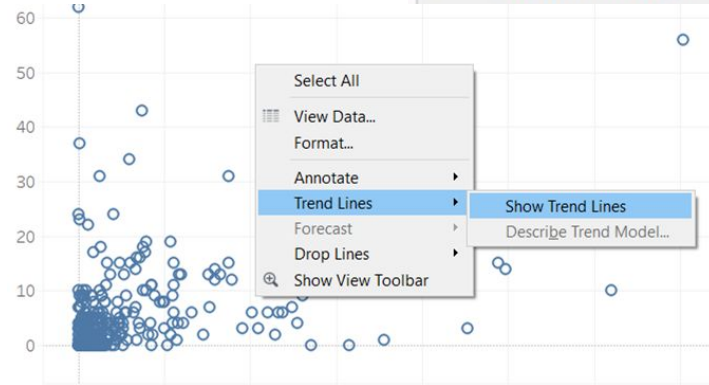 60
50
40
30
20
10
0
Select All
View Data...
Format...
Annotate
Trend Lines
Forecast
Drop Lines
Show View Toolbar
Show Trend Lines
Describe Trend Model...